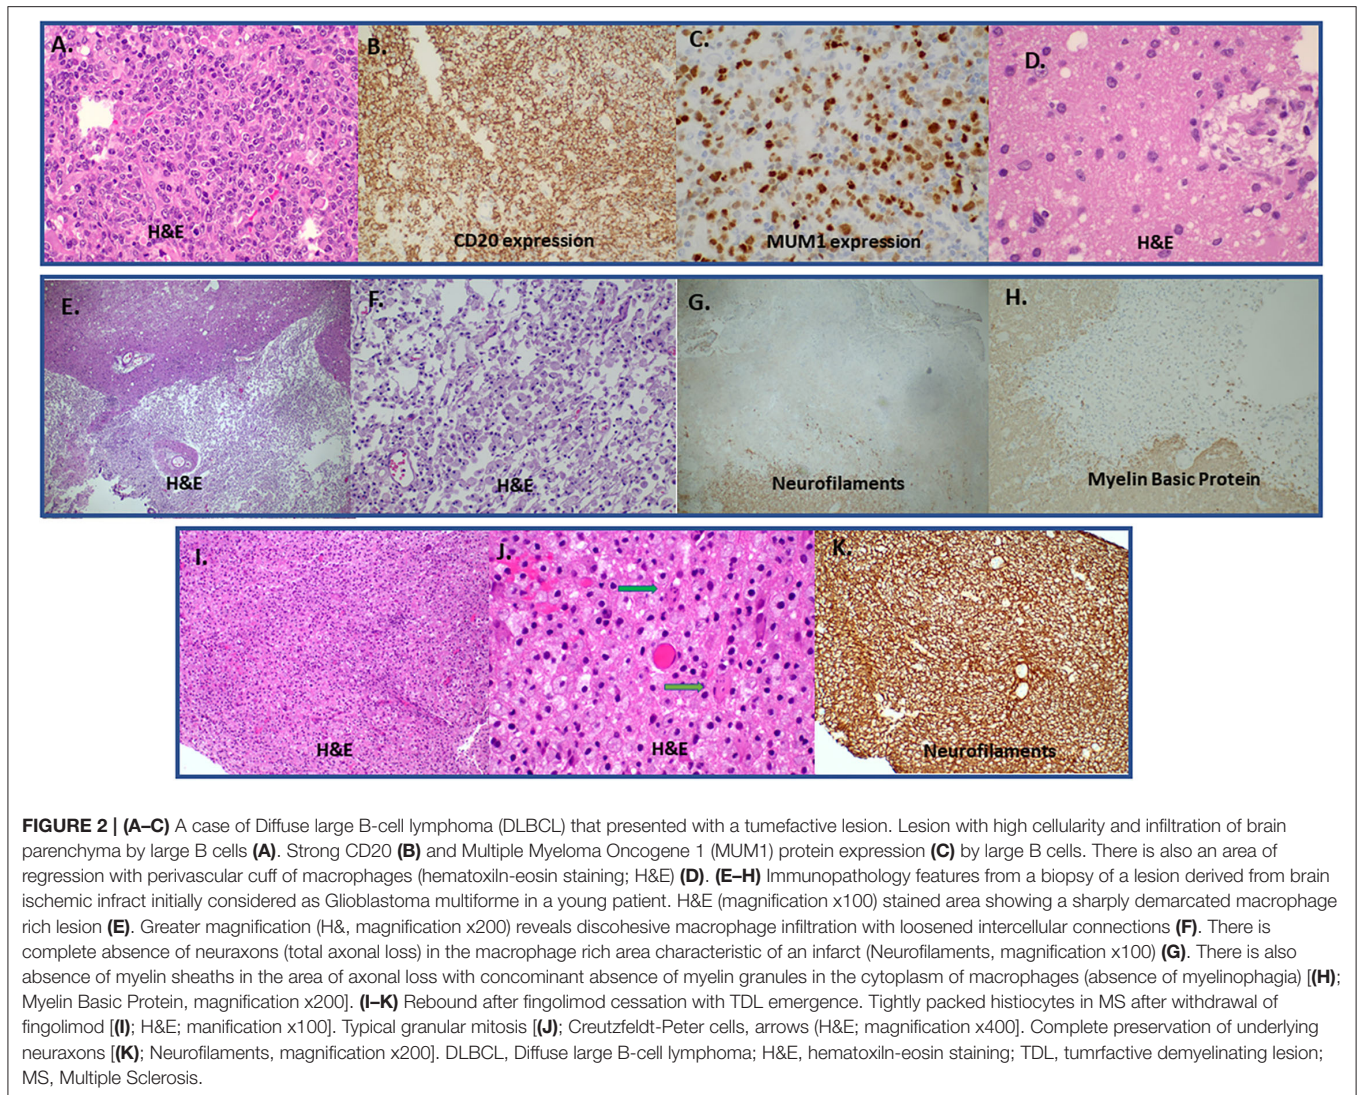 A.
B.
C.
D.
H&E
CD20 expression
MUM1 expression
H&E
E.
F.
G.
H.
H&E
H&E
Neurofilaments
Myelin Basic Protein
I.
J.
K.
H&E
H&E
Neurofilaments
FIGURE 2 | (A–C) A case of Diffuse large B-cell lymphoma (DLBCL) that presented with a tumefactive lesion. Lesion with high cellularity and infiltration of brain
parenchyma by large B cells (A). Strong CD20 (B) and Multiple Myeloma Oncogene 1 (MUM1) protein expression (C) by large B cells. There is also an area of
regression with perivascular cuff of macrophages (hematoxiln-eosin staining; H&E) (D). (E–H) Immunopathology features from a biopsy of a lesion derived from brain
ischemic infract initially considered as Glioblastoma multiforme in a young patient. H&E (magnification x100) stained area showing a sharply demarcated macrophage
rich lesion (E). Greater magnification (H&, magnification x200) reveals discohesive macrophage infiltration with loosened intercellular connections (F). There is
complete absence of neuraxons (total axonal loss) in the macrophage rich area characteristic of an infarct (Neurofilaments, magnification x100) (G). There is also
absence of myelin sheaths in the area of axonal loss with concominant absence of myelin granules in the cytoplasm of macrophages (absence of myelinophagia) [(H);
Myelin Basic Protein, magnification x200]. (I–K) Rebound after fingolimod cessation with TDL emergence. Tightly packed histiocytes in MS after withdrawal of
fingolimod [(I); H&E; manification x100]. Typical granular mitosis [(J); Creutzfeldt-Peter cells, arrows (H&E; magnification x400]. Complete preservation of underlying
neuraxons [(K); Neurofilaments, magnification x200]. DLBCL, Diffuse large B-cell lymphoma; H&E, hematoxiln-eosin staining; TDL, tumrfactive demyelinating lesion;
MS, Multiple Sclerosis.